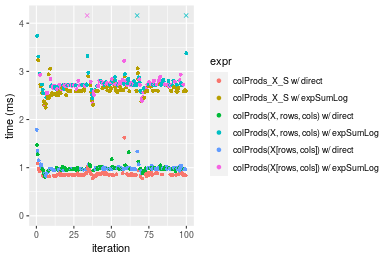 4
3
2
1
0
time (ms)
0
25
50
75
100
iteration
expr
colProds_X_S w/ direct
colProds_X_S w/ expSumLog
colProds(X, rows, cols) w/ direct
colProds(X, rows, cols) w/ expSumLog
colProds(X[rows, cols]) w/ direct
colProds(X[rows, cols]) w/ expSumLog